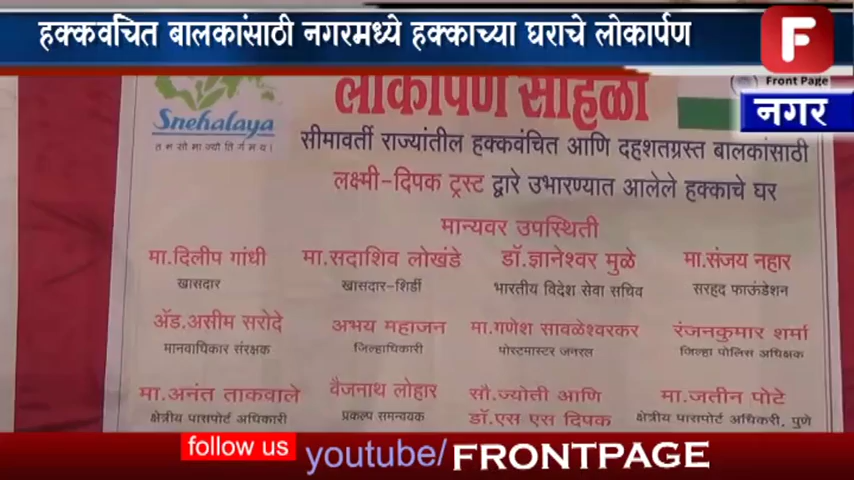 हक्कवचित बालकांसाठी नगरमध्ये हक्काच्या घराचे लोकार्पण
Front Page
नगर
लोकार्पण सोहळा
Snehalaya
तमसोमाज्योतिर्गमय।
सीमावर्ती राज्यांतील हक्कवंचित आणि दहशतग्रस्त बालकांसाठी
लक्ष्मी-दिपक ट्रस्ट द्वारे उभारण्यात आलेले हक्काचे घर
मान्यवर उपस्थिती
मा.दिलीप गांधी मा.सदाशिव लोखंडे डॉ.ज्ञानेश्वर मुळे मा.संजय नहार
खासदार खासदार-शिर्डी भारतीय विदेश सेवा सचिव सरहद फाऊंडेशन
ॲड.असीम सरोदे अभय महाजन मा.गणेश सावळेश्वरकर रंजनकुमार शर्मा
मानवाधिकार संरक्षक जिल्हाधिकारी पोस्टमास्टर जनरल जिल्हा पोलिस अधिक्षक
मा.अनंत ताकवाले वैजनाथ लोहार सौ.ज्योती आणि मा.जतीन पोटे
क्षेत्रीय पासपोर्ट अधिकारी प्रकल्प समन्वयक डॉ.एस एस दिपक क्षेत्रीय पासपोर्ट अधिकरी, पुणे
follow us youtube/ FRONTPAGE